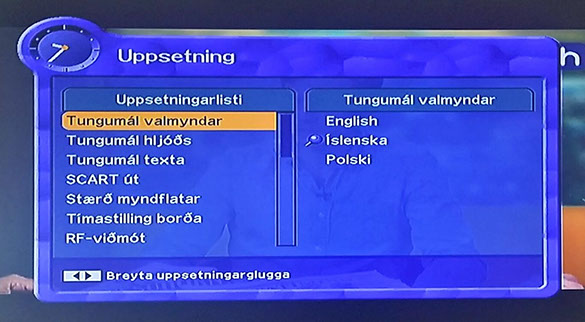 Uppsetning
h
Uppsetningarlisti
Tungumál valmyndar
Tungumál hljóðs
Tungumál texta
SCART út
Stærð myndflatar
Tímastilling borða
RF-viðmót
Tungumál valmyndar
English
Íslenska
Polski
Breyta uppsetningarglugga